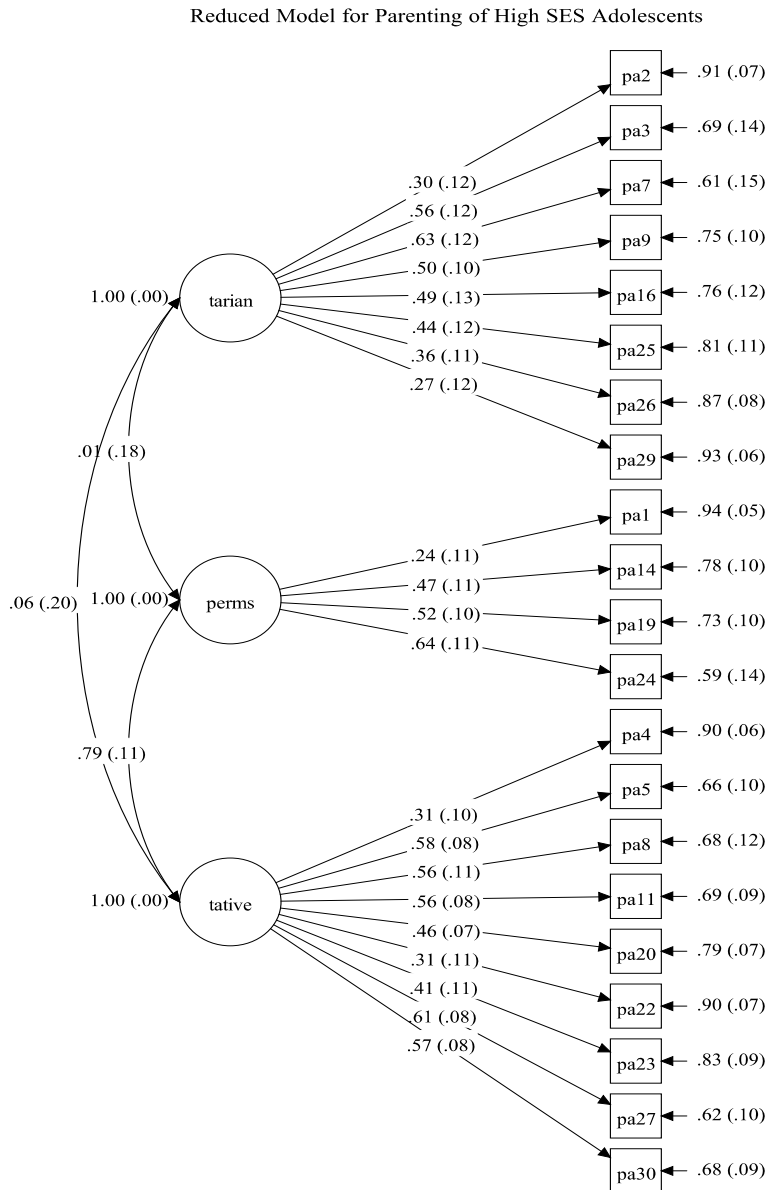 Reduced Model for Parenting of High SES Adolescents
pa2 .91 (.07)
pa3 .69 (.14)
.30 (.12) pa7 .61 (.15)
.56 (.12)
.63 (.12) pa9 .75 (.10)
.50 (.10)
1.00 (.00) tarian .49 (.13) pa16 .76 (.12)
.44 (.12) pa25 .81 (.11)
.36 (.11)
.27 (.12) pa26 .87 (.08)
.01 (.18) pa29 .93 (.06)
pa1 .94 (.05)
.24 (.11) pa14 .78 (.10)
.47 (.11)
.06 (.20) 1.00 (.00) perms .52 (.10) pa19 .73 (.10)
.64 (.11)
pa24 .59 (.14)
.79 (.11) pa4 .90 (.06)
pa5 .66 (.10)
.31 (.10)
.58 (.08) pa8 .68 (.12)
.56 (.11)
1.00 (.00) tative .56 (.08) pa11 .69 (.09)
.46 (.07) pa20 .79 (.07)
.31 (.11)
.41 (.11) pa22 .90 (.07)
.61 (.08)
.57 (.08) pa23 .83 (.09)
pa27 .62 (.10)
pa30 .68 (.09)